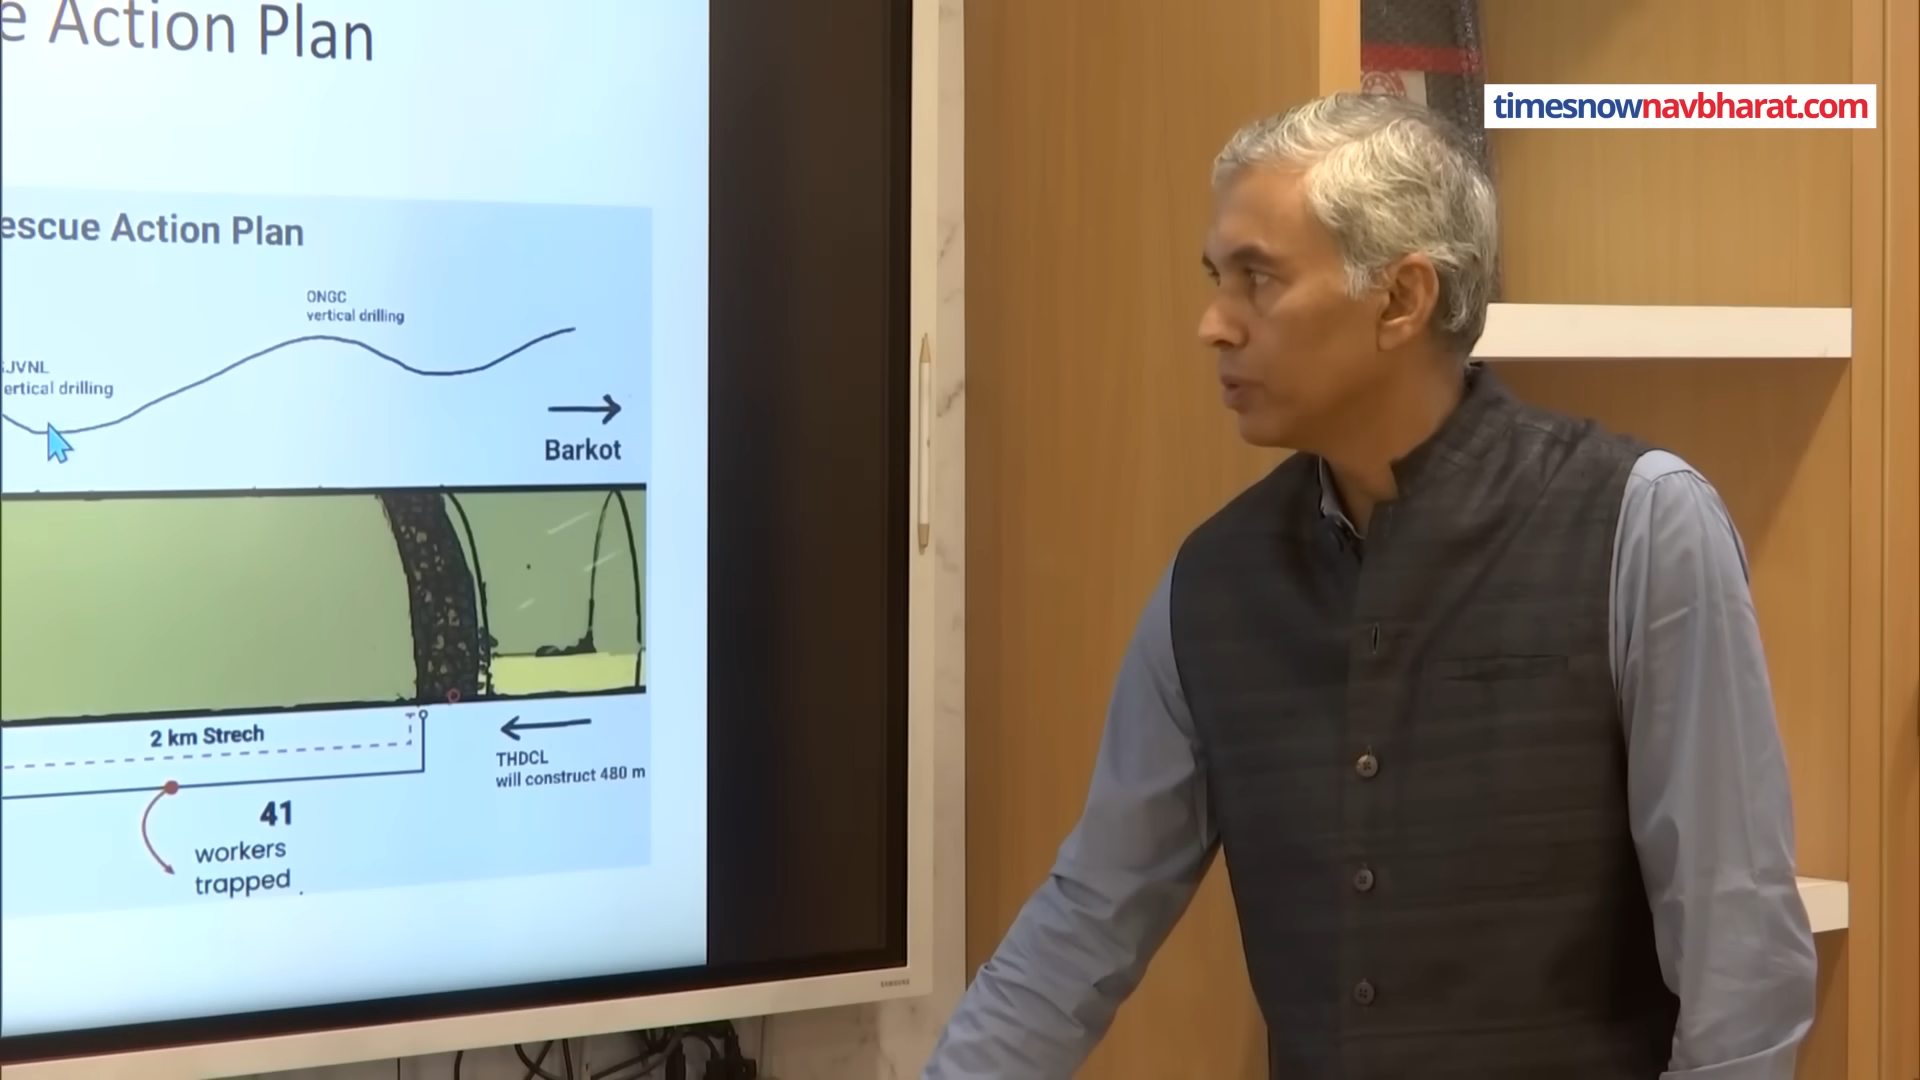 e Action Plan
timesnownavbharat.com
escue Action Plan
ONGC
vertical drilling
JVNL
ertical drilling
Barkot
2 km Strech
THDCL
will construct 480 m
41
workers
trapped
SAMSUNG